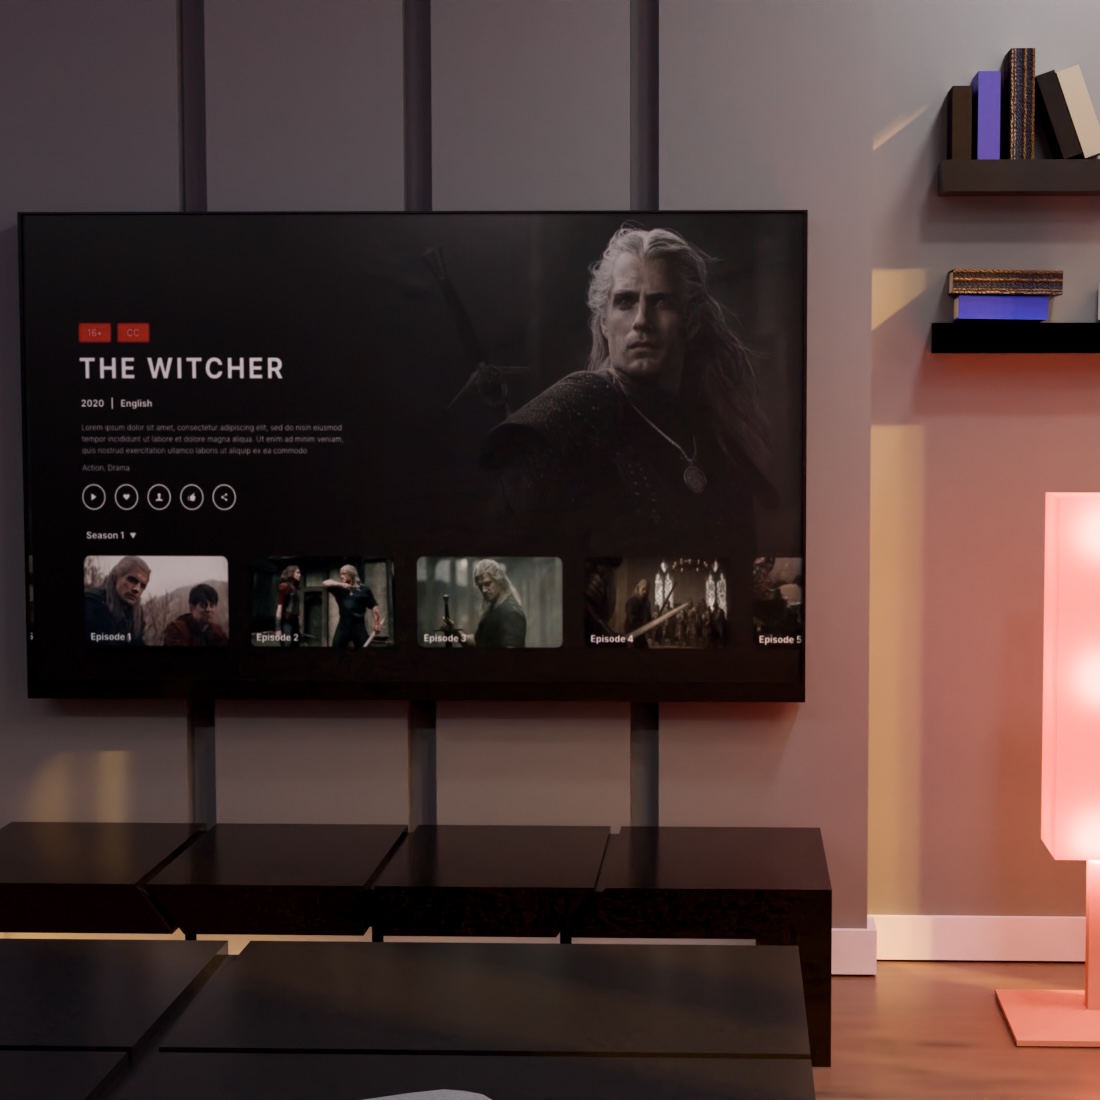 16+ CC
THE WITCHER
2020 | English
Lorem ipsum dolor sit amet, consectetur adipiscing elit, sed do nisin eiusmod
tempor incididunt ut labore et dolore magna aliqua. Ut enim ad minim veniam,
quis nostrud exercitation ullamco laboris ut aliquip ex ea commodo
Action, Drama
Season 1
Episode 1
Episode 2
Episode 3
Episode 4
Episode 5